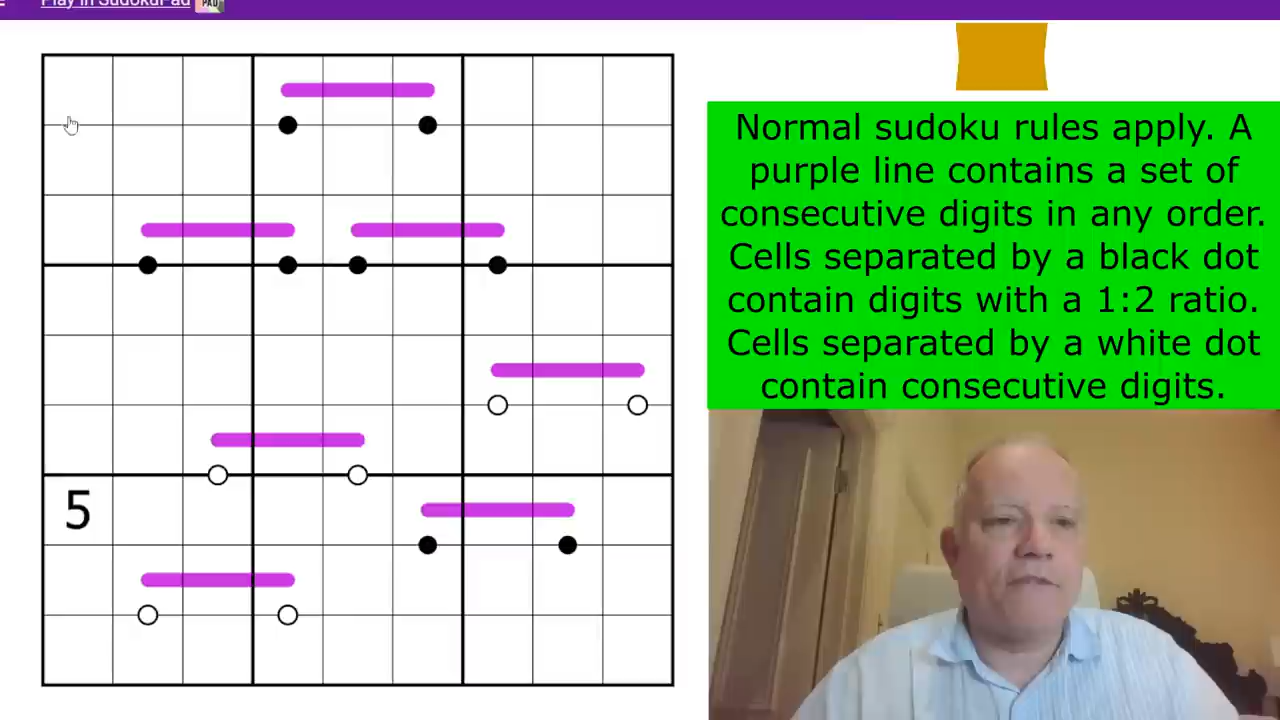 Play in SudokuPad
PAD
Normal sudoku rules apply. A
purple line contains a set of
consecutive digits in any order.
Cells separated by a black dot
contain digits with a 1:2 ratio.
Cells separated by a white dot
contain consecutive digits.
5